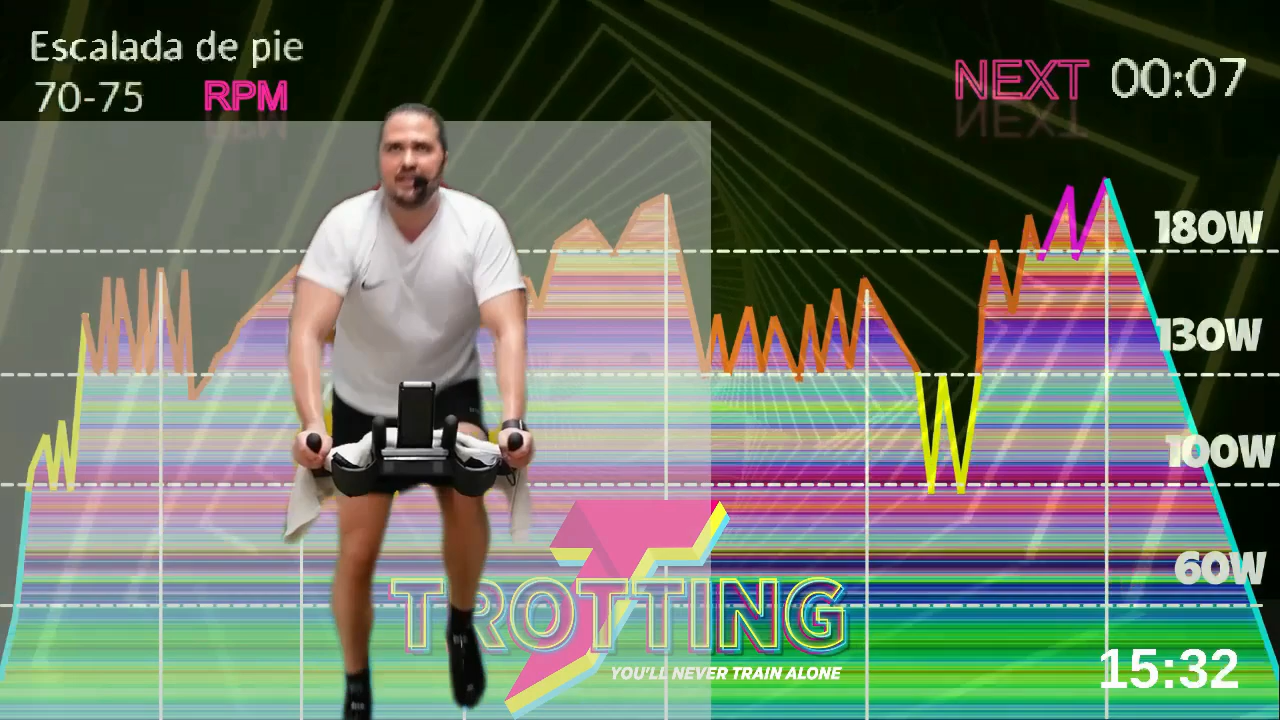 Escalada de pie
70-75 RPM
NEXT 00:07
180W
130W
100W
60W
TROTTING
YOU'LL NEVER TRAIN ALONE
15:32